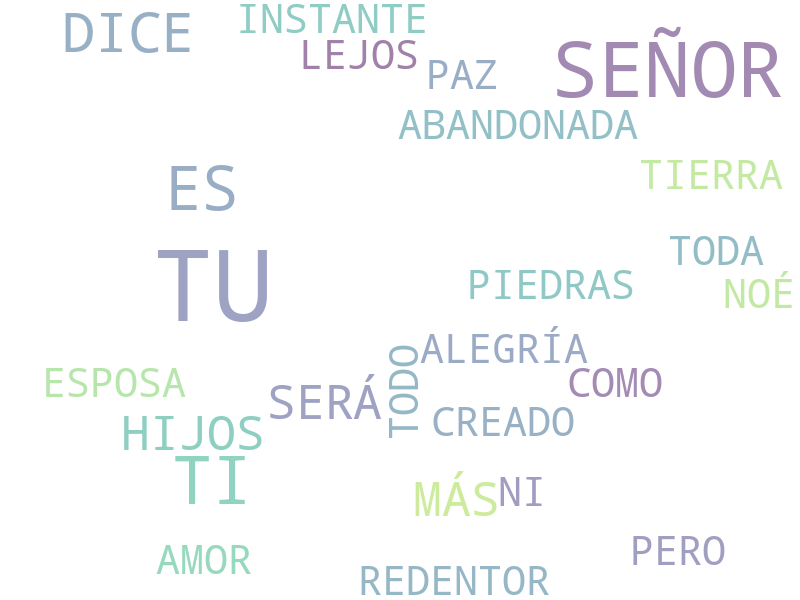 DICE
INSTANTE
LEJOS
PAZ
SEÑOR
ABANDONADA
TIERRA
ES
TODA
TU
PIEDRAS
NOÉ
ALEGRÍA
ESPOSA
SERÁ
TODO
COMO
HIJOS
CREADO
TI
MÁS
NI
AMOR
PERO
REDENTOR